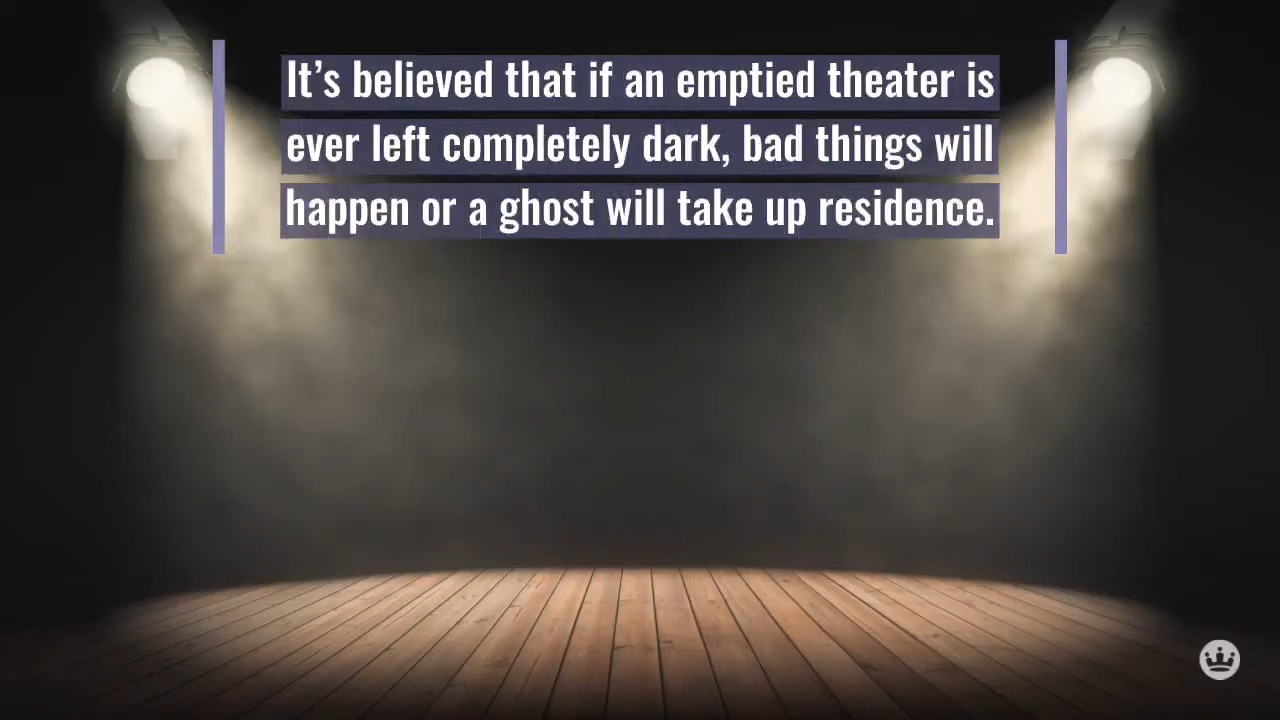 It’s believed that if an emptied theater is
ever left completely dark, bad things will
happen or a ghost will take up residence.